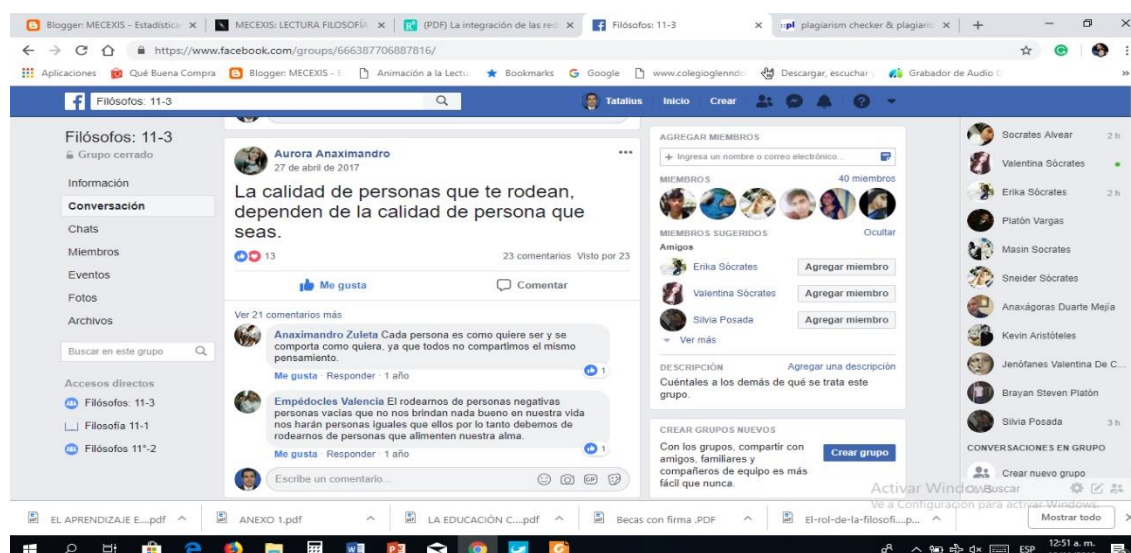 Blogger: MECEXIS - Estadística
MECEXIS: LECTURA FILOSOFÍA
(PDF) La integración de las red
Filósofos: 11-3
plagiarism checker & plagiaris
https://www.facebook.com/groups/666387706887816/
Aplicaciones
Qué Buena Compra
Blogger: MECEXIS - E
Animación a la Lectu
Bookmarks
Google
www.colegioglenndo
Descargar, escuchar
Grabador de Audio
Filósofos: 11-3
Tatalius
Inicio
Crear
Filósofos: 11-3
Grupo cerrado
Información
Conversación
Chats
Miembros
Eventos
Fotos
Archivos
Buscar en este grupo
Accesos directos
Filósofos: 11-3
Filosofía 11-1
Filósofos 11°-2
Aurora Anaximandro
27 de abril de 2017
La calidad de personas que te rodean,
dependen de la calidad de persona que
seas.
13
23 comentarios Visto por 23
Me gusta
Comentar
Ver 21 comentarios más
Anaximandro Zuleta Cada persona es como quiere ser y se
comporta como quiera, ya que todos no compartimos el mismo
pensamiento.
1
Me gusta · Responder · 1 año
Empédocles Valencia El rodearnos de personas negativas
personas vacias que no nos brindan nada bueno en nuestra vida
nos harán personas iguales que ellos por lo tanto debemos de
rodearnos de personas que alimenten nuestra alma.
1
Me gusta · Responder · 1 año
Escribe un comentario...
GIF
AGREGAR MIEMBROS
+ Ingresa un nombre o correo electrónico...
MIEMBROS
40 miembros
MIEMBROS SUGERIDOS
Ocultar
Amigos
Erika Sócrates
Agregar miembro
Valentina Sócrates
Agregar miembro
Silvia Posada
Agregar miembro
Ver más
DESCRIPCIÓN
Agregar una descripción
Cuéntales a los demás de qué se trata este
grupo.
CREAR GRUPOS NUEVOS
Con los grupos, compartir con
amigos, familiares y
compañeros de equipo es más
fácil que nunca.
Crear grupo
Socrates Alvear 2 h
Valentina Sócrates
Erika Sócrates 2 h
Platón Vargas
Masin Socrates
Sneider Sócrates
Anaxágoras Duarte Mejía
Kevin Aristóteles
Jenófanes Valentina De C...
Brayan Steven Platón
Silvia Posada 3 h
CONVERSACIONES EN GRUPO
Crear nuevo grupo
Buscar
Activar Windows
Ve a Configuración para activar Windows.
EL APRENDIZAJE E....pdf
ANEXO 1.pdf
LA EDUCACIÓN C....pdf
Becas con firma .PDF
El-rol-de-la-filosofi....p...
Mostrar todo
ESP
12:51 a. m.